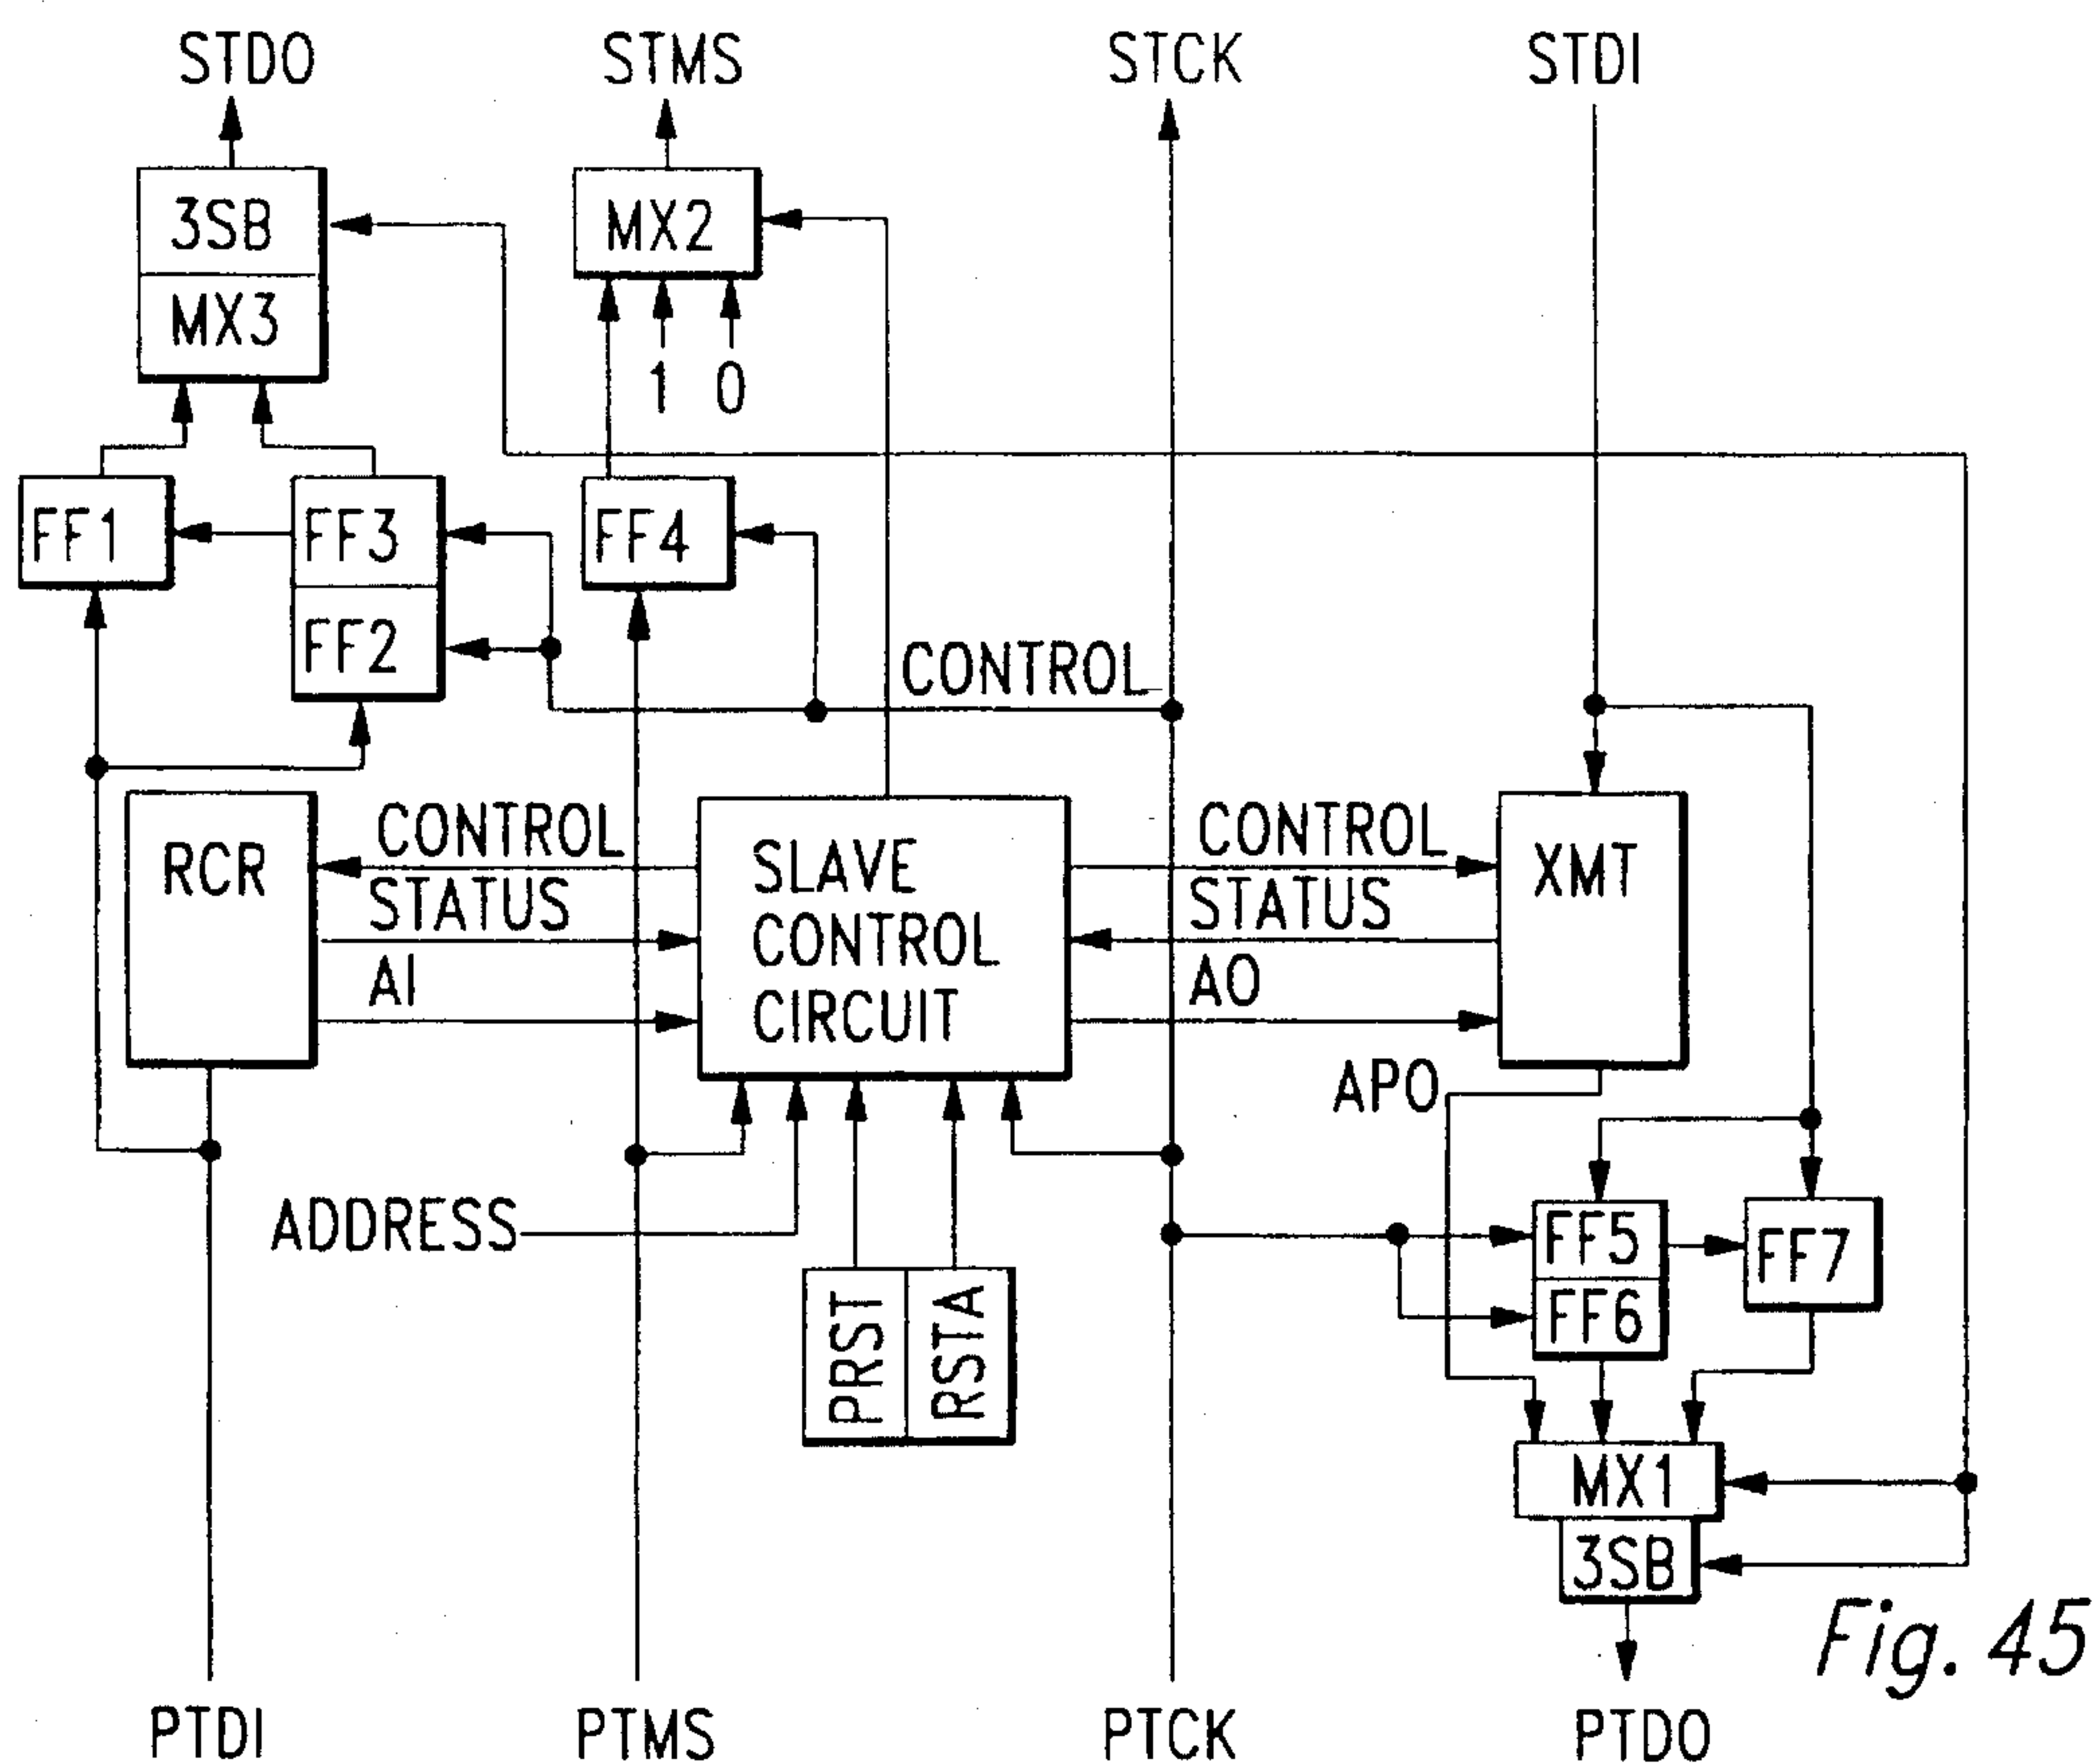 STDO STMS STCK STDI
3SB
MX3
MX2
1 0
FF1
FF3
FF2
FF4
CONTROL
RCR
CONTROL
STATUS
AI
SLAVE
CONTROL
CIRCUIT
CONTROL
STATUS
AO
XMT
APO
ADDRESS
PRST
RSTA
FF5
FF6
FF7
MX1
3SB
Fig. 45
PTDI PTMS PTCK PTDO